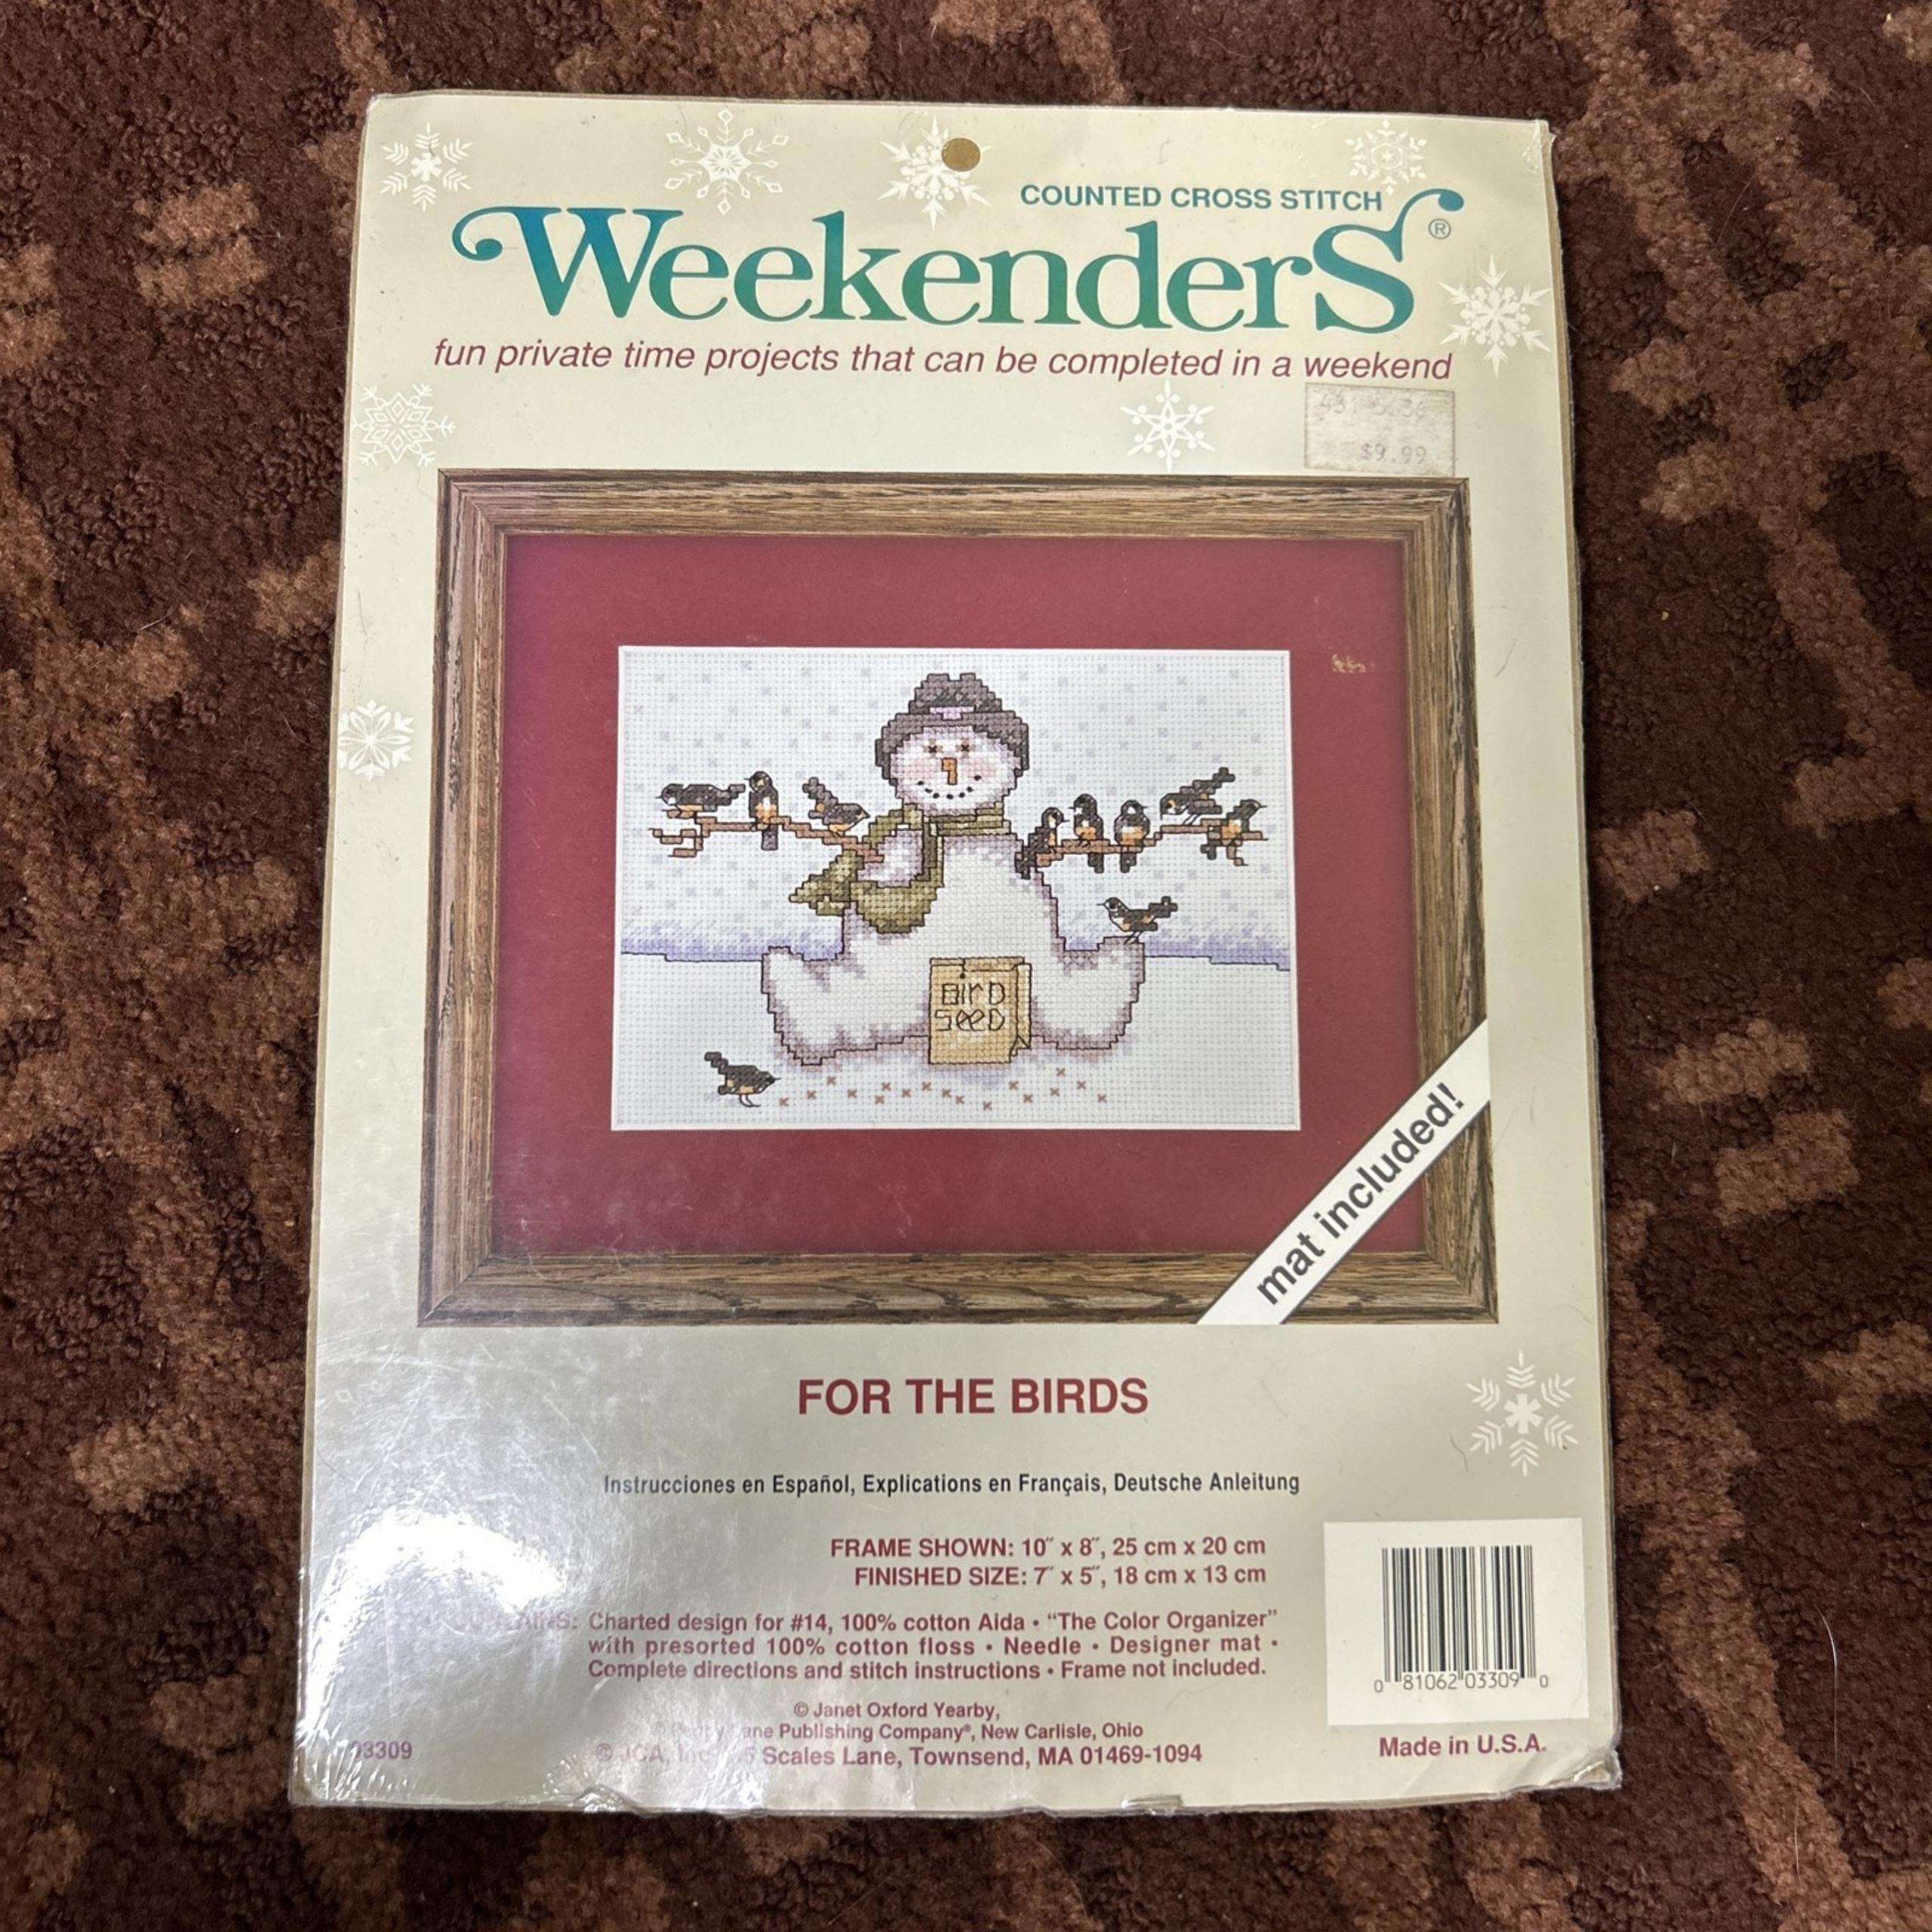 COUNTED CROSS STITCH
WeekenderS®
fun private time projects that can be completed in a weekend
$9.99
BirD
SeeD
mat included!
FOR THE BIRDS
Instrucciones en Español, Explications en Français, Deutsche Anleitung
FRAME SHOWN: 10″ x 8″, 25 cm x 20 cm
FINISHED SIZE: 7″ x 5″, 18 cm x 13 cm
Charted design for #14, 100% cotton Aida • “The Color Organizer”
with presorted 100% cotton floss • Needle • Designer mat •
Complete directions and stitch instructions • Frame not included.
© Janet Oxford Yearby,
© Publishing Company®, New Carlisle, Ohio
© JCA, Inc. Scales Lane, Townsend, MA 01469-1094
03309
0 81062 03309 0
Made in U.S.A.